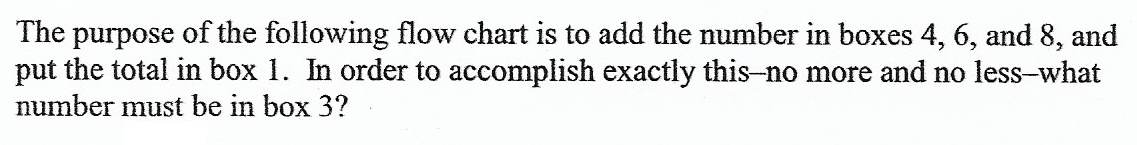 The purpose of the following flow chart is to add the number in boxes 4, 6, and 8, and
put the total in box 1. In order to accomplish exactly this–no more and no less–what
number must be in box 3?